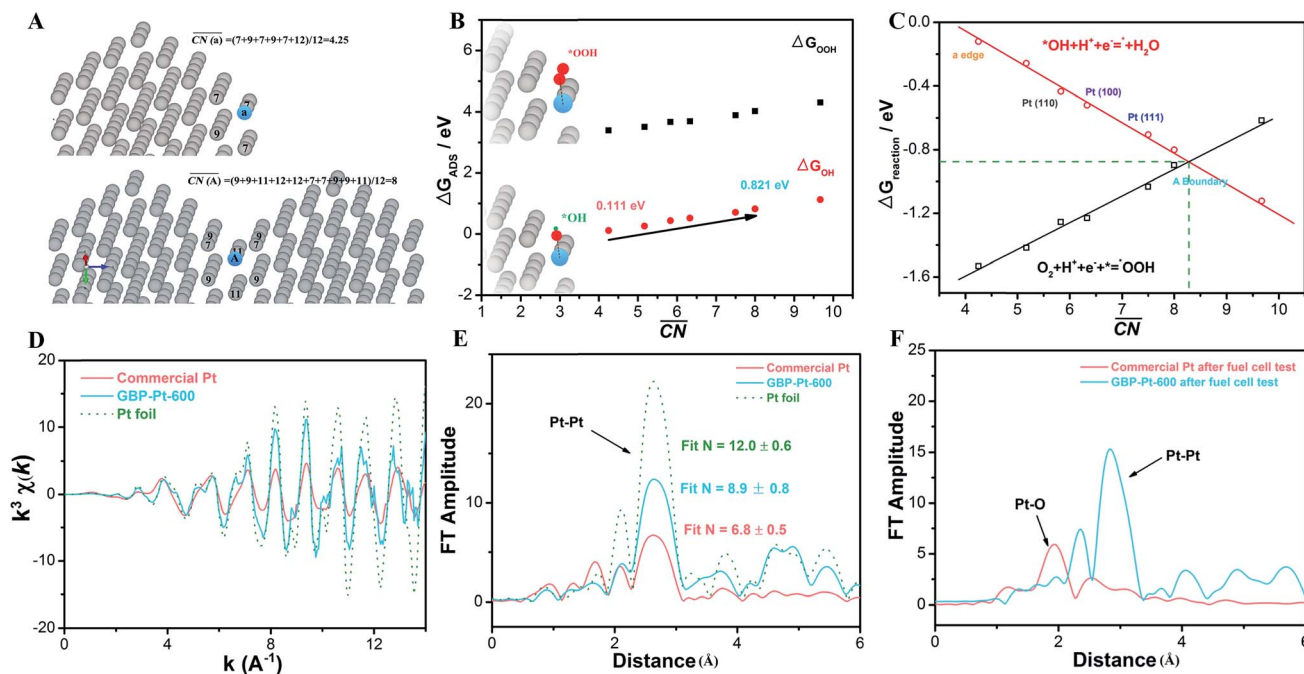 A
CN (a) =(7+9+7+9+7+12)/12=4.25
7
7
a
9
7
CN (A) =(9+9+11+12+12+7+7+9+9+11)/12=8
9
7
11
9
7
A
9
9
11
B
ΔG_ADS / eV
6
4
2
0
-2
*OOH
ΔG_OOH
ΔG_OH
0.821 eV
0.111 eV
*OH
1 2 3 4 5 6 7 8 9 10
CN
C
ΔG_reaction / eV
0.0
-0.4
-0.8
-1.2
-1.6
*OH+H⁺+e⁻=*+H₂O
a edge
Pt (110)
Pt (100)
Pt (111)
A Boundary
O₂+H⁺+e⁻+*=*OOH
4 5 6 7 8 9 10
CN
D
k³ χ(k)
20
10
0
-10
-20
Commercial Pt
GBP-Pt-600
Pt foil
0 4 8 12
k (A⁻¹)
E
FT Amplitude
25
20
15
10
5
0
Commercial Pt
GBP-Pt-600
Pt foil
Pt-Pt
Fit N = 12.0 ± 0.6
Fit N = 8.9 ± 0.8
Fit N = 6.8 ± 0.5
0 2 4 6
Distance (Å)
F
FT Amplitude
25
20
15
10
5
0
Commercial Pt after fuel cell test
GBP-Pt-600 after fuel cell test
Pt-Pt
Pt-O
0 1 2 3 4 5 6
Distance (Å)